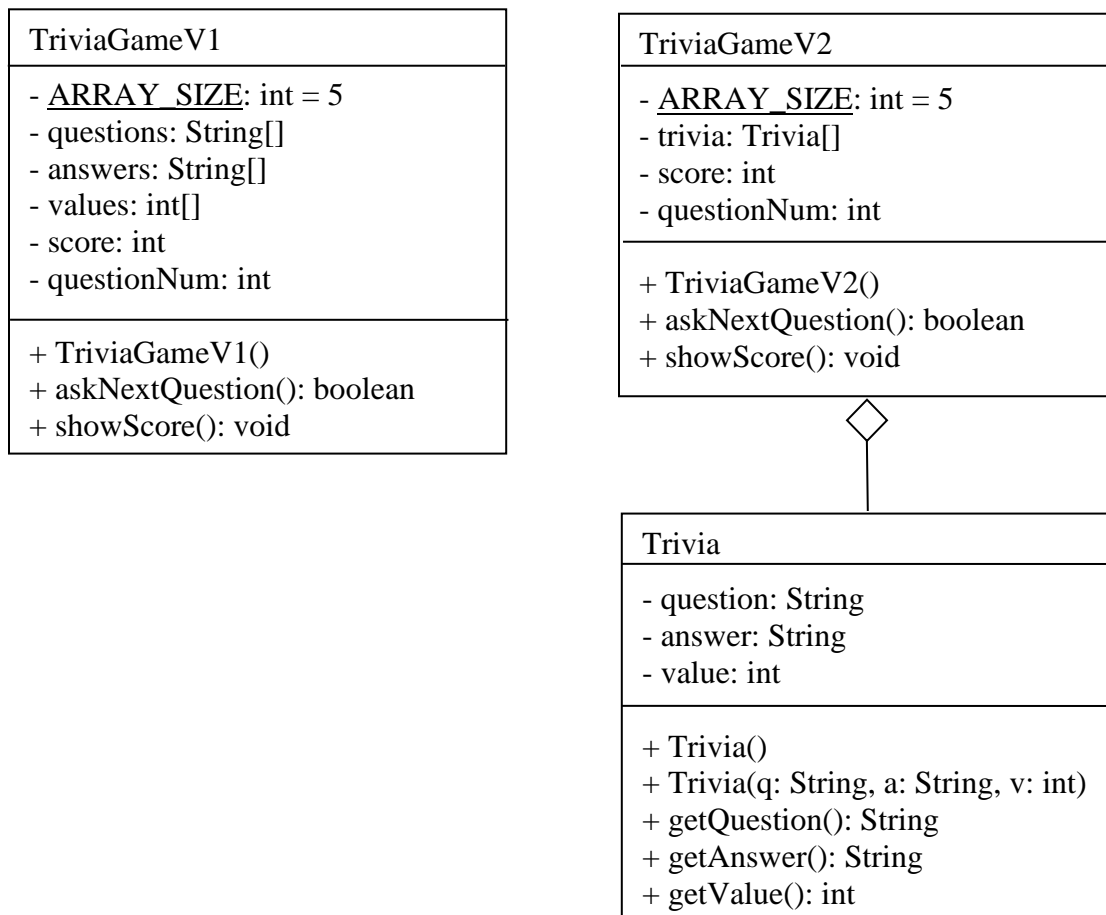 TriviaGameV1
- ARRAY_SIZE: int = 5
- questions: String[]
- answers: String[]
- values: int[]
- score: int
- questionNum: int
+ TriviaGameV1()
+ askNextQuestion(): boolean
+ showScore(): void
TriviaGameV2
- ARRAY_SIZE: int = 5
- trivia: Trivia[]
- score: int
- questionNum: int
+ TriviaGameV2()
+ askNextQuestion(): boolean
+ showScore(): void
Trivia
- question: String
- answer: String
- value: int
+ Trivia()
+ Trivia(q: String, a: String, v: int)
+ getQuestion(): String
+ getAnswer(): String
+ getValue(): int